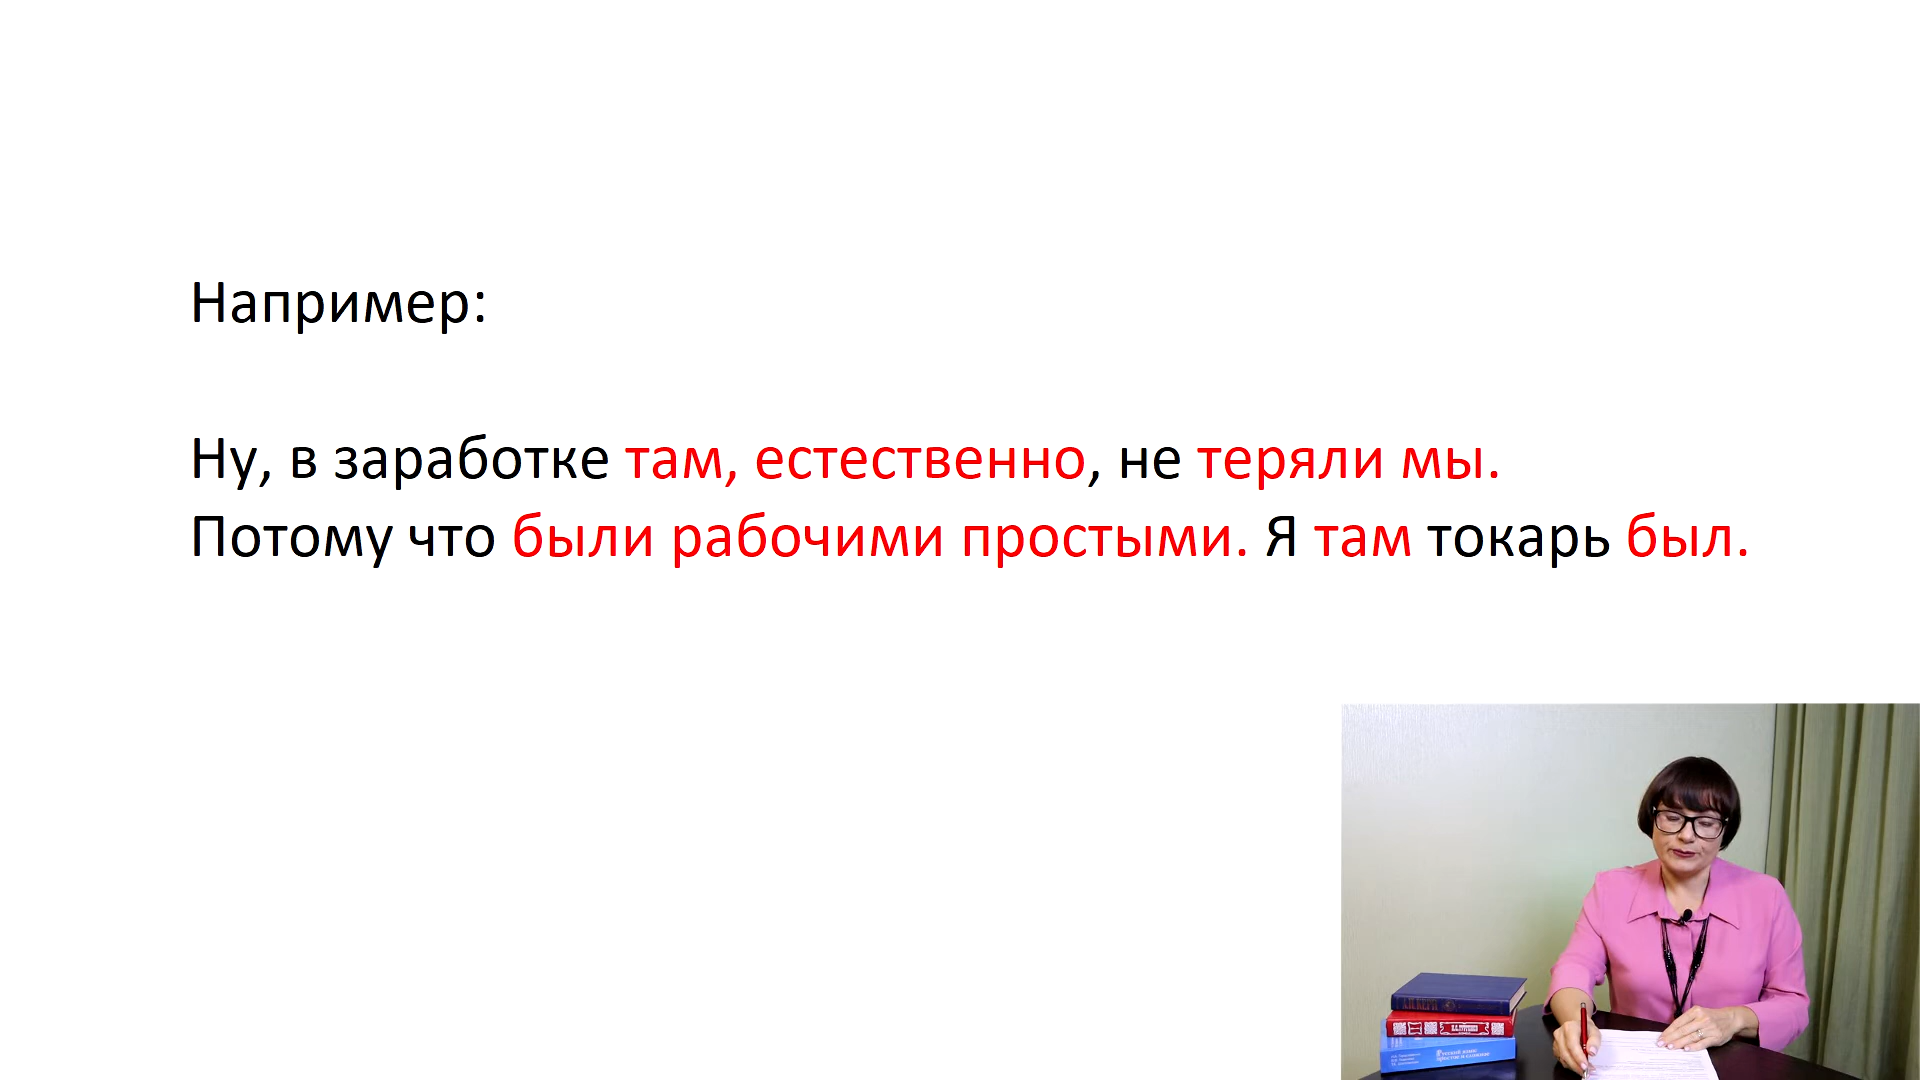 Например:
Ну, в заработке там, естественно, не теряли мы.
Потому что были рабочими простыми. Я там токарь был.